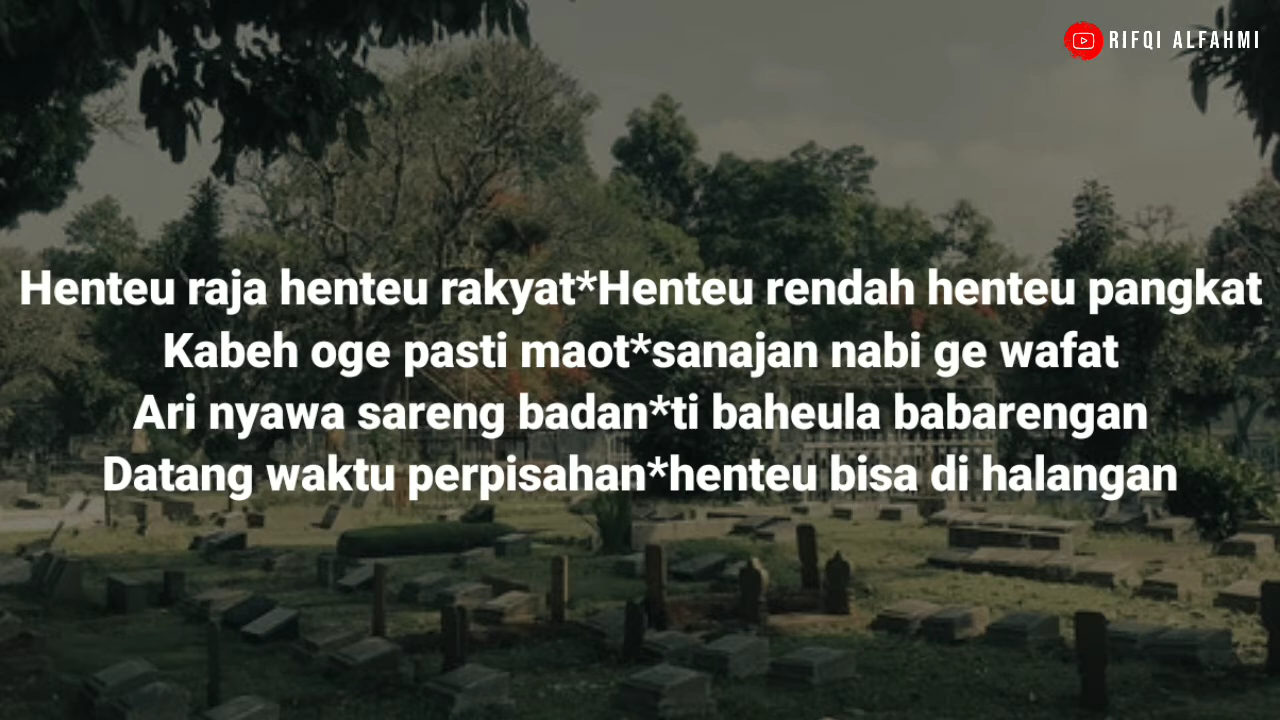 RIFQI ALFAHMI
Henteu raja henteu rakyat*Henteu rendah henteu pangkat
Kabeh oge pasti maot*sanajan nabi ge wafat
Ari nyawa sareng badan*ti baheula babarengan
Datang waktu perpisahan*henteu bisa di halangan